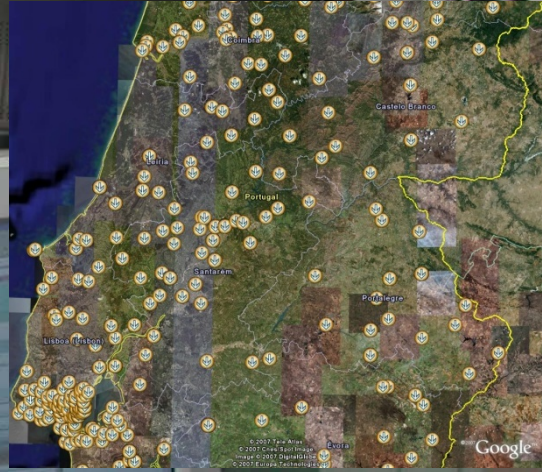 Coimbra
Castelo Branco
Leiria
Portugal
Santarém
Portalegre
Lisboa (Lisbon)
Évora
© 2007 Tele Atlas
© 2007 Cnes/Spot Image
Image © 2007 DigitalGlobe
© 2007 Europa Technologies
Google